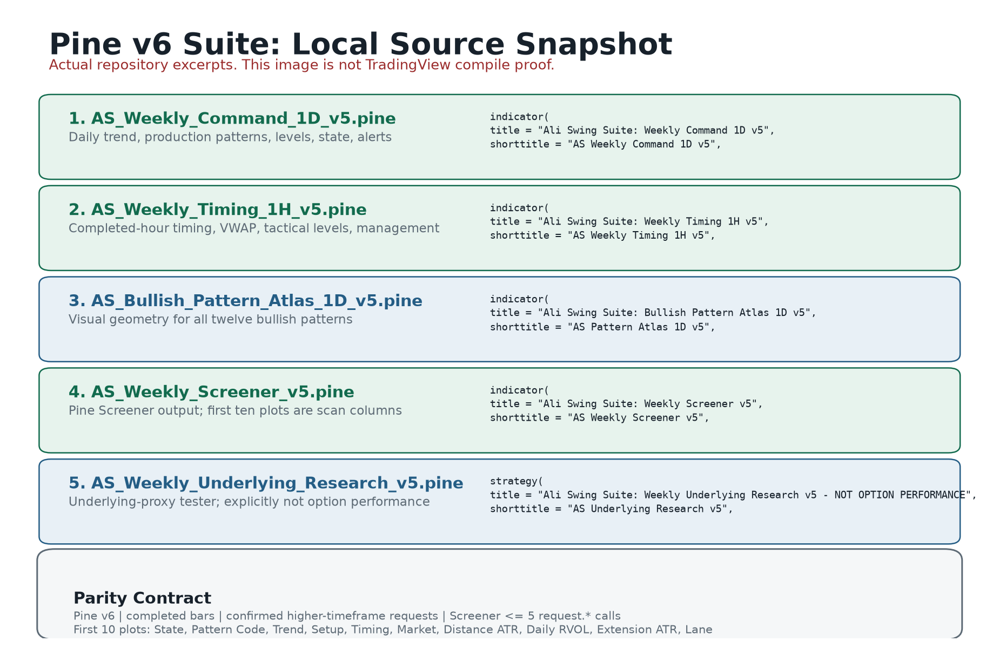 Pine v6 Suite: Local Source Snapshot
Actual repository excerpts. This image is not TradingView compile proof.
1. AS_Weekly_Command_1D_v5.pine
Daily trend, production patterns, levels, state, alerts
indicator(
title = "Ali Swing Suite: Weekly Command 1D v5",
shorttitle = "AS Weekly Command 1D v5",
2. AS_Weekly_Timing_1H_v5.pine
Completed-hour timing, VWAP, tactical levels, management
indicator(
title = "Ali Swing Suite: Weekly Timing 1H v5",
shorttitle = "AS Weekly Timing 1H v5",
3. AS_Bullish_Pattern_Atlas_1D_v5.pine
Visual geometry for all twelve bullish patterns
indicator(
title = "Ali Swing Suite: Bullish Pattern Atlas 1D v5",
shorttitle = "AS Pattern Atlas 1D v5",
4. AS_Weekly_Screener_v5.pine
Pine Screener output; first ten plots are scan columns
indicator(
title = "Ali Swing Suite: Weekly Screener v5",
shorttitle = "AS Weekly Screener v5",
5. AS_Weekly_Underlying_Research_v5.pine
Underlying-proxy tester; explicitly not option performance
strategy(
title = "Ali Swing Suite: Weekly Underlying Research v5 - NOT OPTION PERFORMANCE",
shorttitle = "AS Underlying Research v5",
Parity Contract
Pine v6 | completed bars | confirmed higher-timeframe requests | Screener <= 5 request.* calls
First 10 plots: State, Pattern Code, Trend, Setup, Timing, Market, Distance ATR, Daily RVOL, Extension ATR, Lane